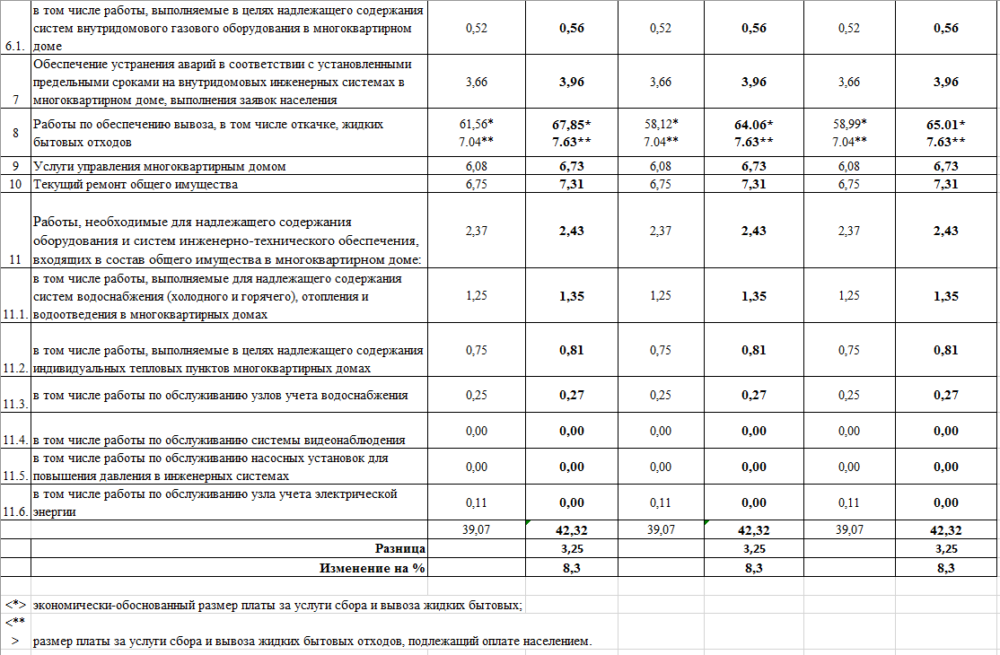 в том числе работы, выполняемые в целях надлежащего содержания
систем внутридомового газового оборудования в многоквартирном
6.1. доме 0,52 0,56 0,52 0,56 0,52 0,56
Обеспечение устранения аварий в соответствии с установленными
предельными сроками на внутридомовых инженерных системах в
7 многоквартирном доме, выполнения заявок населения 3,66 3,96 3,66 3,96 3,66 3,96
8 Работы по обеспечению вывоза, в том числе откачке, жидких 61,56* 67,85* 58,12* 64.06* 58,99* 65.01*
бытовых отходов 7.04** 7.63** 7.04** 7.63** 7.04** 7.63**
9 Услуги управления многоквартирным домом 6,08 6,73 6,08 6,73 6,08 6,73
10 Текущий ремонт общего имущества 6,75 7,31 6,75 7,31 6,75 7,31
Работы, необходимые для надлежащего содержания
оборудования и систем инженерно-технического обеспечения,
11 входящих в состав общего имущества в многоквартирном доме: 2,37 2,43 2,37 2,43 2,37 2,43
в том числе работы, выполняемые для надлежащего содержания
систем водоснабжения (холодного и горячего), отопления и
11.1. водоотведения в многоквартирных домах 1,25 1,35 1,25 1,35 1,25 1,35
в том числе работы, выполняемые в целях надлежащего содержания
11.2. индивидуальных тепловых пунктов многоквартирных домах 0,75 0,81 0,75 0,81 0,75 0,81
11.3. в том числе работы по обслуживанию узлов учета водоснабжения 0,25 0,27 0,25 0,27 0,25 0,27
11.4. в том числе работы по обслуживанию системы видеонаблюдения 0,00 0,00 0,00 0,00 0,00 0,00
в том числе работы по обслуживанию насосных установок для
11.5. повышения давления в инженерных системах 0,00 0,00 0,00 0,00 0,00 0,00
в том числе работы по обслуживанию узла учета электрической
11.6. энергии 0,11 0,00 0,11 0,00 0,11 0,00
39,07 42,32 39,07 42,32 39,07 42,32
Разница 3,25 3,25 3,25
Изменение на % 8,3 8,3 8,3
<*> экономически-обоснованный размер платы за услуги сбора и вывоза жидких бытовых;
<**
> размер платы за услуги сбора и вывоза жидких бытовых отходов, подлежащий оплате населением.